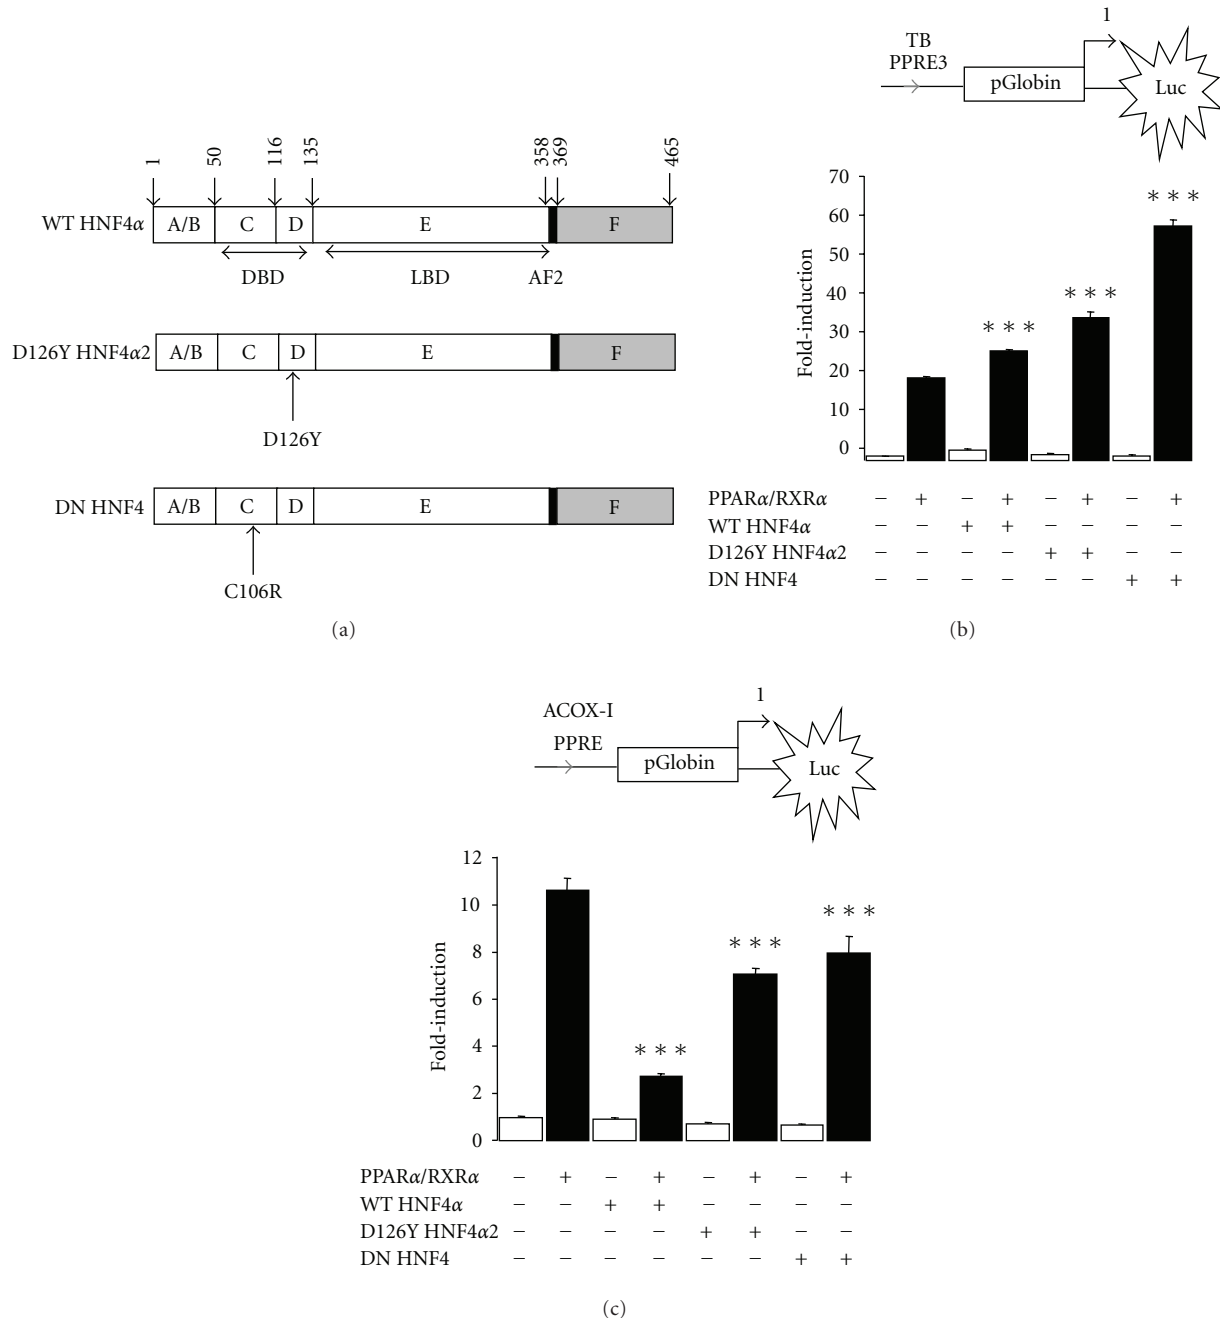 1 50 116 135 358 369 465
WT HNF4α A/B C D E F
DBD LBD AF2
D126Y HNF4α2 A/B C D E F
D126Y
DN HNF4 A/B C D E F
C106R
(a)
1
TB
PPRE3
pGlobin Luc
70
60
50
40
30
20
10
0
Fold-induction
∗∗∗
∗∗∗
∗∗∗
PPARα/RXRα − + − + − + − +
WT HNF4α − − + + − − − −
D126Y HNF4α2 − − − − + + − −
DN HNF4 − − − − − − + +
(b)
1
ACOX-I
PPRE
pGlobin Luc
12
10
8
6
4
2
0
Fold-induction
∗∗∗
∗∗∗
∗∗∗
PPARα/RXRα − + − + − + − +
WT HNF4α − − + + − − − −
D126Y HNF4α2 − − − − + + − −
DN HNF4 − − − − − − + +
(c)